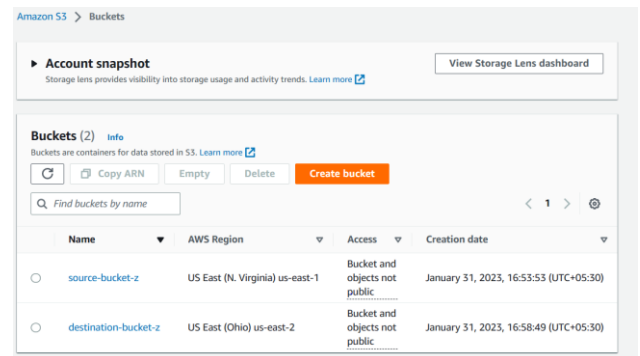 Amazon S3 > Buckets
Account snapshot
View Storage Lens dashboard
Storage lens provides visibility into storage usage and activity trends. Learn more
Buckets (2) Info
Buckets are containers for data stored in S3. Learn more
Copy ARN Empty Delete Create bucket
Find buckets by name
< 1 >
Name AWS Region Access Creation date
source-bucket-z US East (N. Virginia) us-east-1 Bucket and objects not public January 31, 2023, 16:53:53 (UTC+05:30)
destination-bucket-z US East (Ohio) us-east-2 Bucket and objects not public January 31, 2023, 16:58:49 (UTC+05:30)